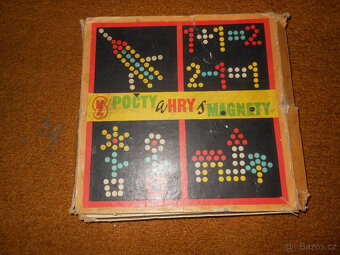 1+1=2
2-1=1
POČTY a HRY s MAGNETY
© Bazos.cz